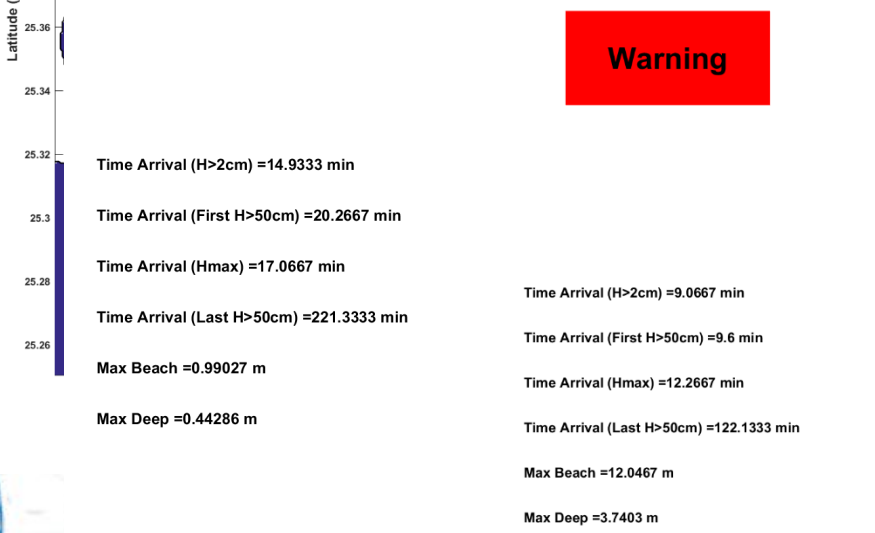 Latitude (
25.36
25.34
25.32
25.3
25.28
25.26
Warning
Time Arrival (H>2cm) =14.9333 min
Time Arrival (First H>50cm) =20.2667 min
Time Arrival (Hmax) =17.0667 min
Time Arrival (Last H>50cm) =221.3333 min
Max Beach =0.99027 m
Max Deep =0.44286 m
Time Arrival (H>2cm) =9.0667 min
Time Arrival (First H>50cm) =9.6 min
Time Arrival (Hmax) =12.2667 min
Time Arrival (Last H>50cm) =122.1333 min
Max Beach =12.0467 m
Max Deep =3.7403 m